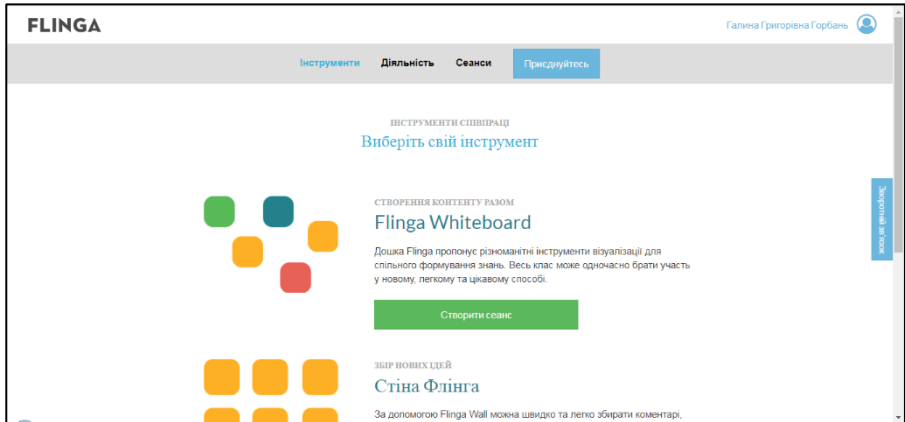 FLINGA
Галина Григорівна Горбань
Інструменти Діяльність Сеанси Приєднуйтесь
ІНСТРУМЕНТИ СПІВПРАЦІ
Виберіть свій інструмент
СТВОРЕННЯ КОНТЕНТУ РАЗОМ
Flinga Whiteboard
Дошка Flinga пропонує різноманітні інструменти візуалізації для
спільного формування знань. Весь клас може одночасно брати участь
у новому, легкому та цікавому способі.
Створити сеанс
Зворотній зв'язок
ЗБІР НОВИХ ІДЕЙ
Стіна Флінга
За допомогою Flinga Wall можна швидко та легко збирати коментарі,